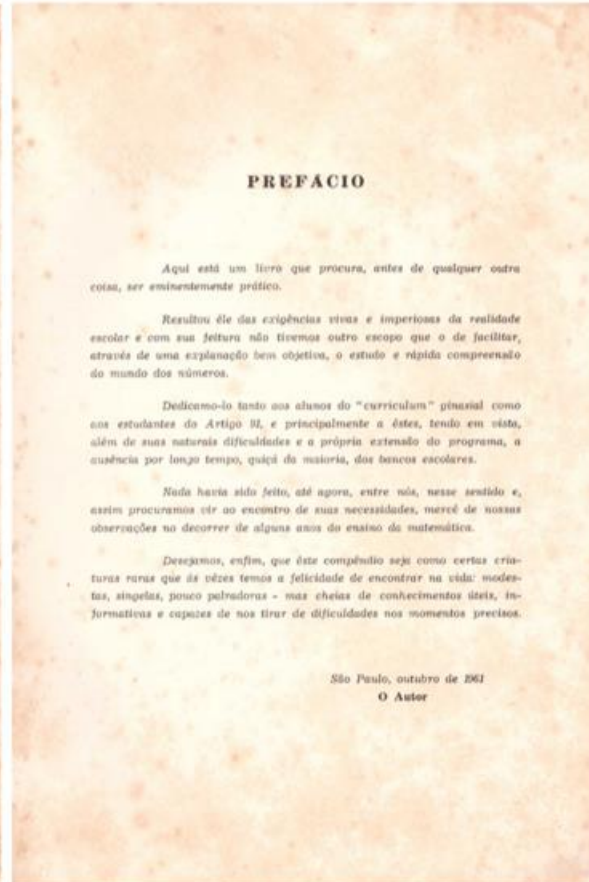 PREFÁCIO
Aqui está um livro que procura, antes de qualquer outra
coisa, ser eminentemente prático.
Resultou êle das exigências vivas e imperiosas da realidade
escolar e com sua feitura não tivemos outro escopo que o de facilitar,
através de uma explanação bem objetiva, o estudo e rápida compreensão
do mundo dos números.
Dedicamo-lo tanto aos alunos do "curriculum" ginasial como
aos estudantes do Artigo 91, e principalmente a êstes, tendo em vista,
além de suas naturais dificuldades e a própria extensão do programa, a
ausência por longo tempo, quiçá da maioria, dos bancos escolares.
Nada havia sido feito, até agora, entre nós, nesse sentido e,
assim procuramos vir ao encontro de suas necessidades, mercê de nossas
observações no decorrer de alguns anos do ensino da matemática.
Desejamos, enfim, que êste compêndio seja como certas cria-
turas raras que às vêzes temos a felicidade de encontrar na vida: modes-
tas, singelas, pouco palradoras - mas cheias de conhecimentos úteis, in-
formativas e capazes de nos tirar de dificuldades nos momentos precisos.
São Paulo, outubro de 1961
O Autor